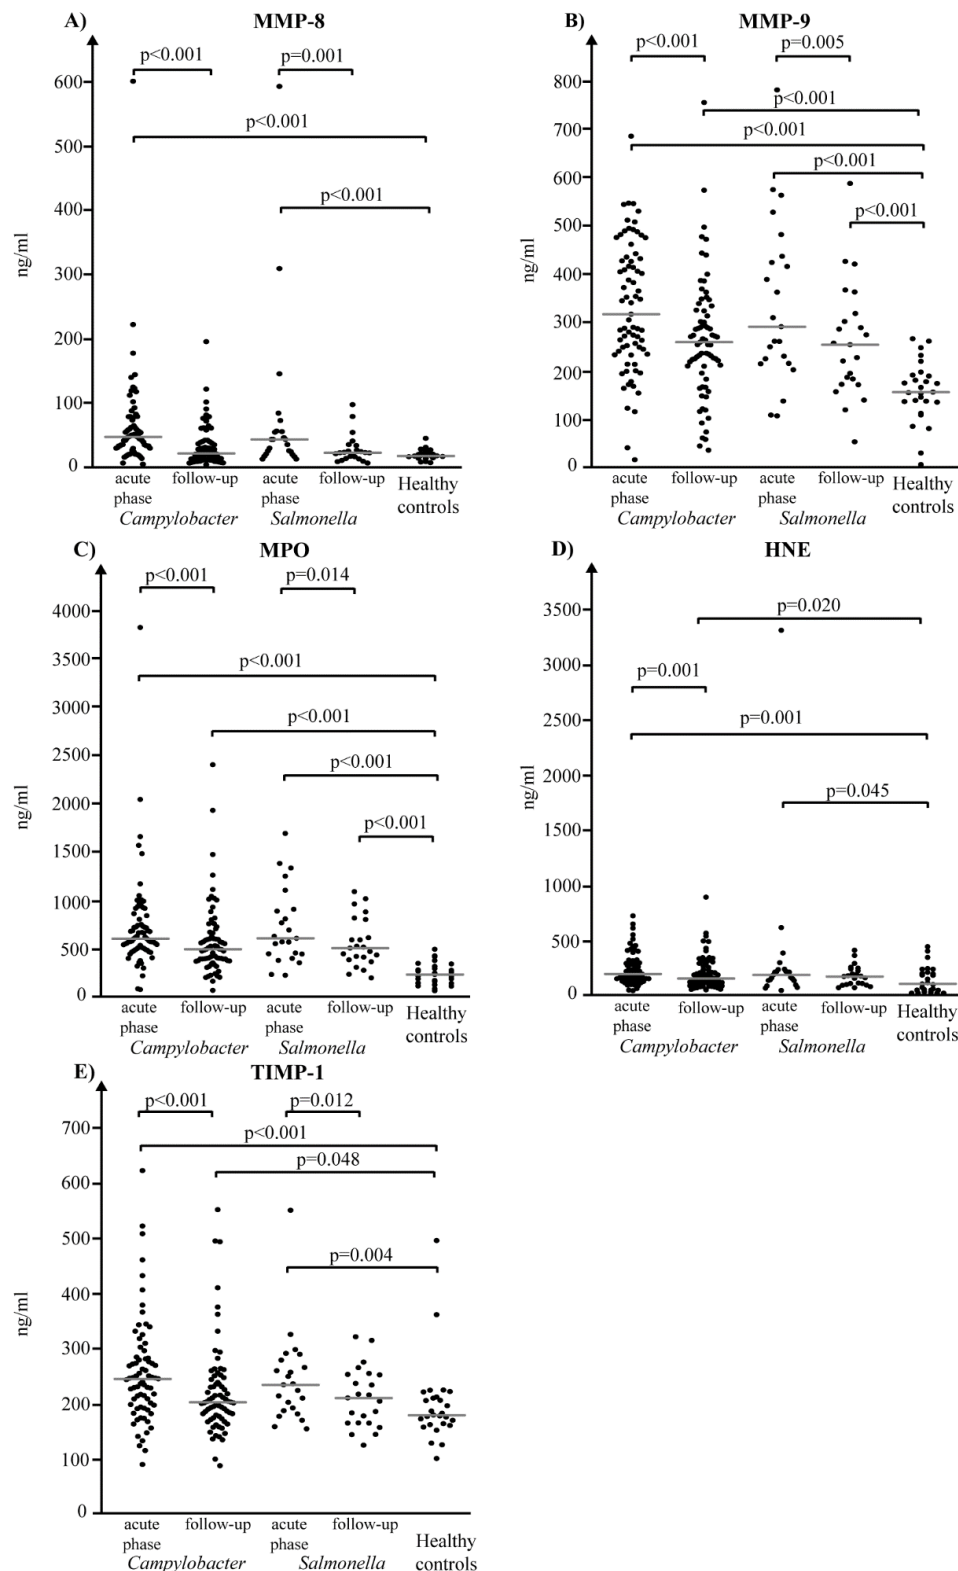 A) MMP-8
p<0.001 p=0.001
p<0.001
p<0.001
600
500
400
300
200
100
0
ng/ml
acute phase follow-up acute phase follow-up Healthy controls
Campylobacter Salmonella
B) MMP-9
p<0.001 p=0.005
p<0.001
p<0.001
p<0.001
p<0.001
800
700
600
500
400
300
200
100
0
ng/ml
acute phase follow-up acute phase follow-up Healthy controls
Campylobacter Salmonella
C) MPO
p<0.001 p=0.014
p<0.001
p<0.001
p<0.001
p<0.001
4000
3500
3000
2500
2000
1500
1000
500
0
ng/ml
acute phase follow-up acute phase follow-up Healthy controls
Campylobacter Salmonella
D) HNE
p=0.020
p=0.001
p=0.001
p=0.045
3500
3000
2500
2000
1000
500
0
ng/ml
acute phase follow-up acute phase follow-up Healthy controls
Campylobacter Salmonella
E) TIMP-1
p<0.001 p=0.012
p<0.001
p=0.048
p=0.004
700
600
500
400
300
200
100
0
ng/ml
acute phase follow-up acute phase follow-up Healthy controls
Campylobacter Salmonella